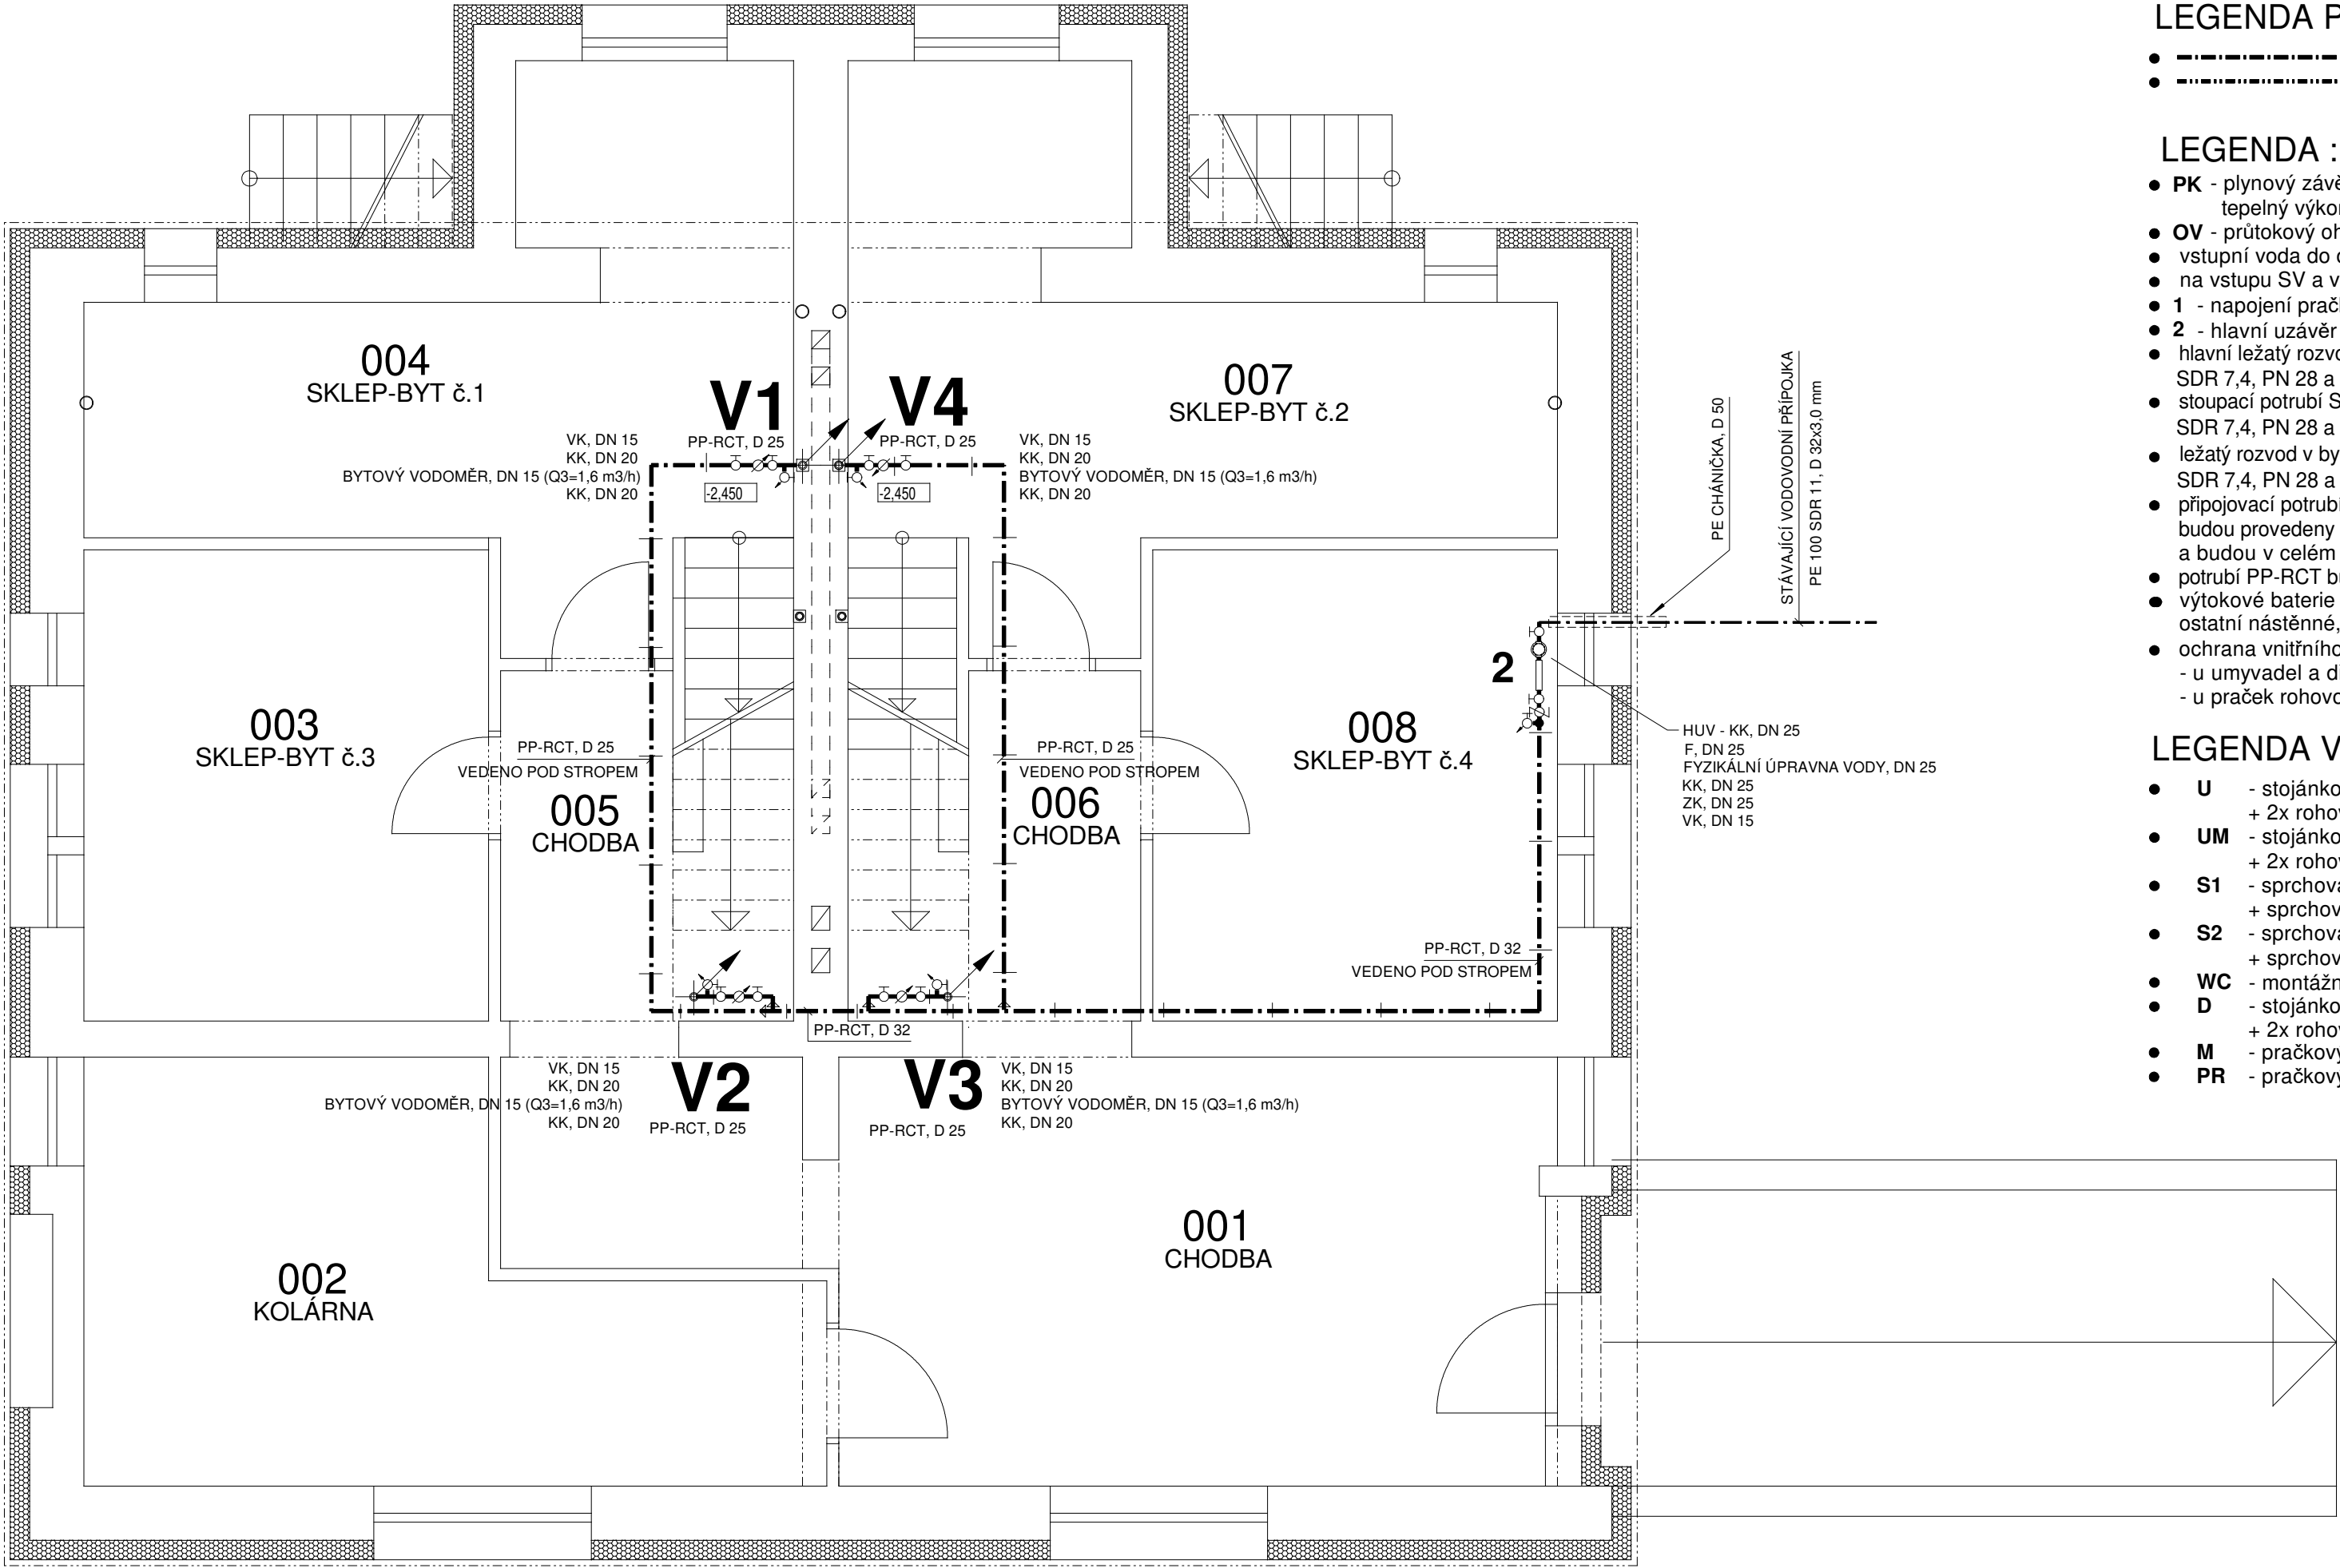 004
SKLEP-BYT č.1
V1
PP-RCT, D 25
V4
PP-RCT, D 25
007
SKLEP-BYT č.2
VK, DN 15
KK, DN 20
BYTOVÝ VODOMĚR, DN 15 (Q3=1,6 m3/h)
KK, DN 20
-2,450
-2,450
VK, DN 15
KK, DN 20
BYTOVÝ VODOMĚR, DN 15 (Q3=1,6 m3/h)
KK, DN 20
PE CHÁNIČKA, D 50
STÁVAJÍCÍ VODOVODNÍ PŘÍPOJKA
PE 100 SDR 11, D 32x3,0 mm
003
SKLEP-BYT č.3
PP-RCT, D 25
VEDENO POD STROPEM
005
CHODBA
PP-RCT, D 25
VEDENO POD STROPEM
006
CHODBA
008
SKLEP-BYT č.4
2
HUV - KK, DN 25
F, DN 25
FYZIKÁLNÍ ÚPRAVNA VODY, DN 25
KK, DN 25
ZK, DN 25
VK, DN 15
PP-RCT, D 32
VEDENO POD STROPEM
PP-RCT, D 32
VK, DN 15
KK, DN 20
BYTOVÝ VODOMĚR, DN 15 (Q3=1,6 m3/h)
KK, DN 20
V2
PP-RCT, D 25
V3
PP-RCT, D 25
VK, DN 15
KK, DN 20
BYTOVÝ VODOMĚR, DN 15 (Q3=1,6 m3/h)
KK, DN 20
002
KOLÁRNA
001
CHODBA
LEGENDA P
LEGENDA :
PK - plynový závě
tepelný výko
OV - průtokový oh
vstupní voda do
na vstupu SV a v
1 - napojení prač
2 - hlavní uzávěr
hlavní ležatý rozvo
SDR 7,4, PN 28 a
stoupací potrubí S
SDR 7,4, PN 28 a
ležatý rozvod v by
SDR 7,4, PN 28 a
připojovací potrubí
budou provedeny
a budou v celém
potrubí PP-RCT b
výtokové baterie
ostatní nástěnné,
ochrana vnitřního
- u umyvadel a d
- u praček rohovo
LEGENDA V
U - stojánko
+ 2x rohov
UM - stojánko
+ 2x rohov
S1 - sprchova
+ sprchov
S2 - sprchova
+ sprchov
WC - montážn
D - stojánko
+ 2x rohov
M - pračkový
PR - pračkový